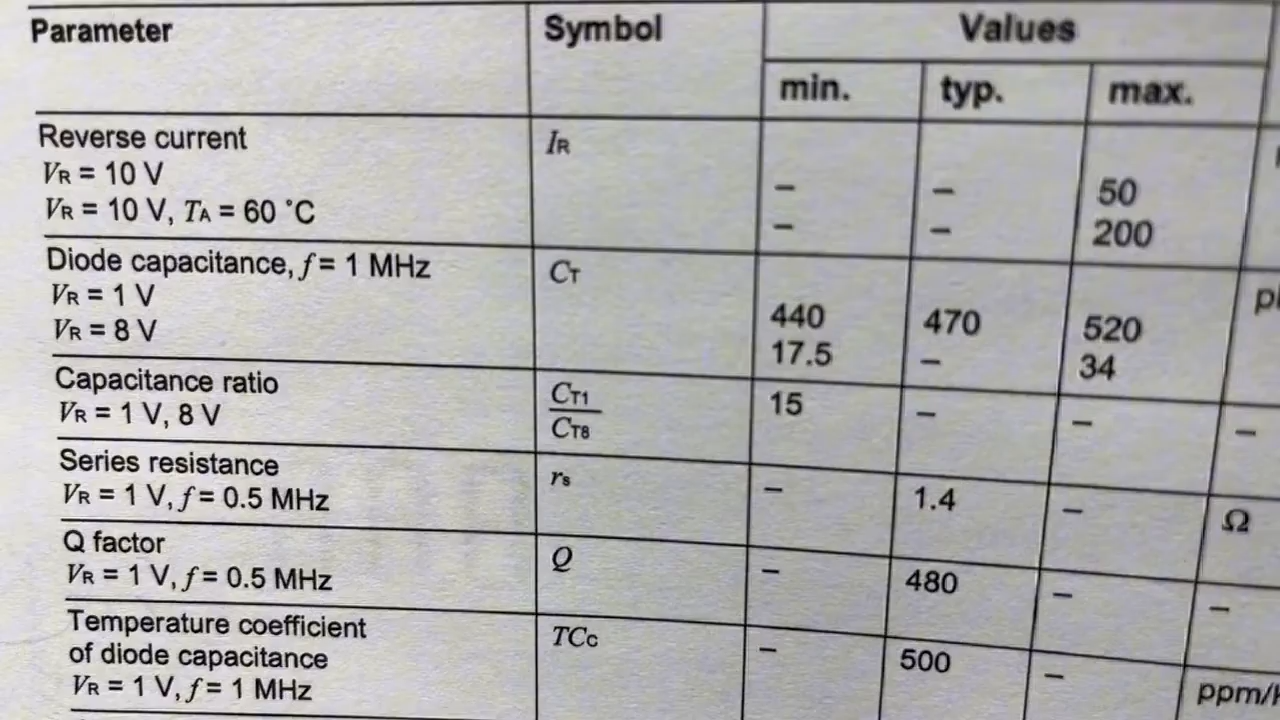 Parameter Symbol Values
min. typ. max.
Reverse current IR
VR = 10 V – – 50
VR = 10 V, TA = 60 °C – – 200
Diode capacitance, f = 1 MHz CT
VR = 1 V 440 470 520
VR = 8 V 17.5 – 34
Capacitance ratio CT1 15 – – –
VR = 1 V, 8 V CT8
Series resistance rs – 1.4 – Ω
VR = 1 V, f = 0.5 MHz
Q factor Q – 480 – –
VR = 1 V, f = 0.5 MHz
Temperature coefficient TCc – 500 –
of diode capacitance
VR = 1 V, f = 1 MHz